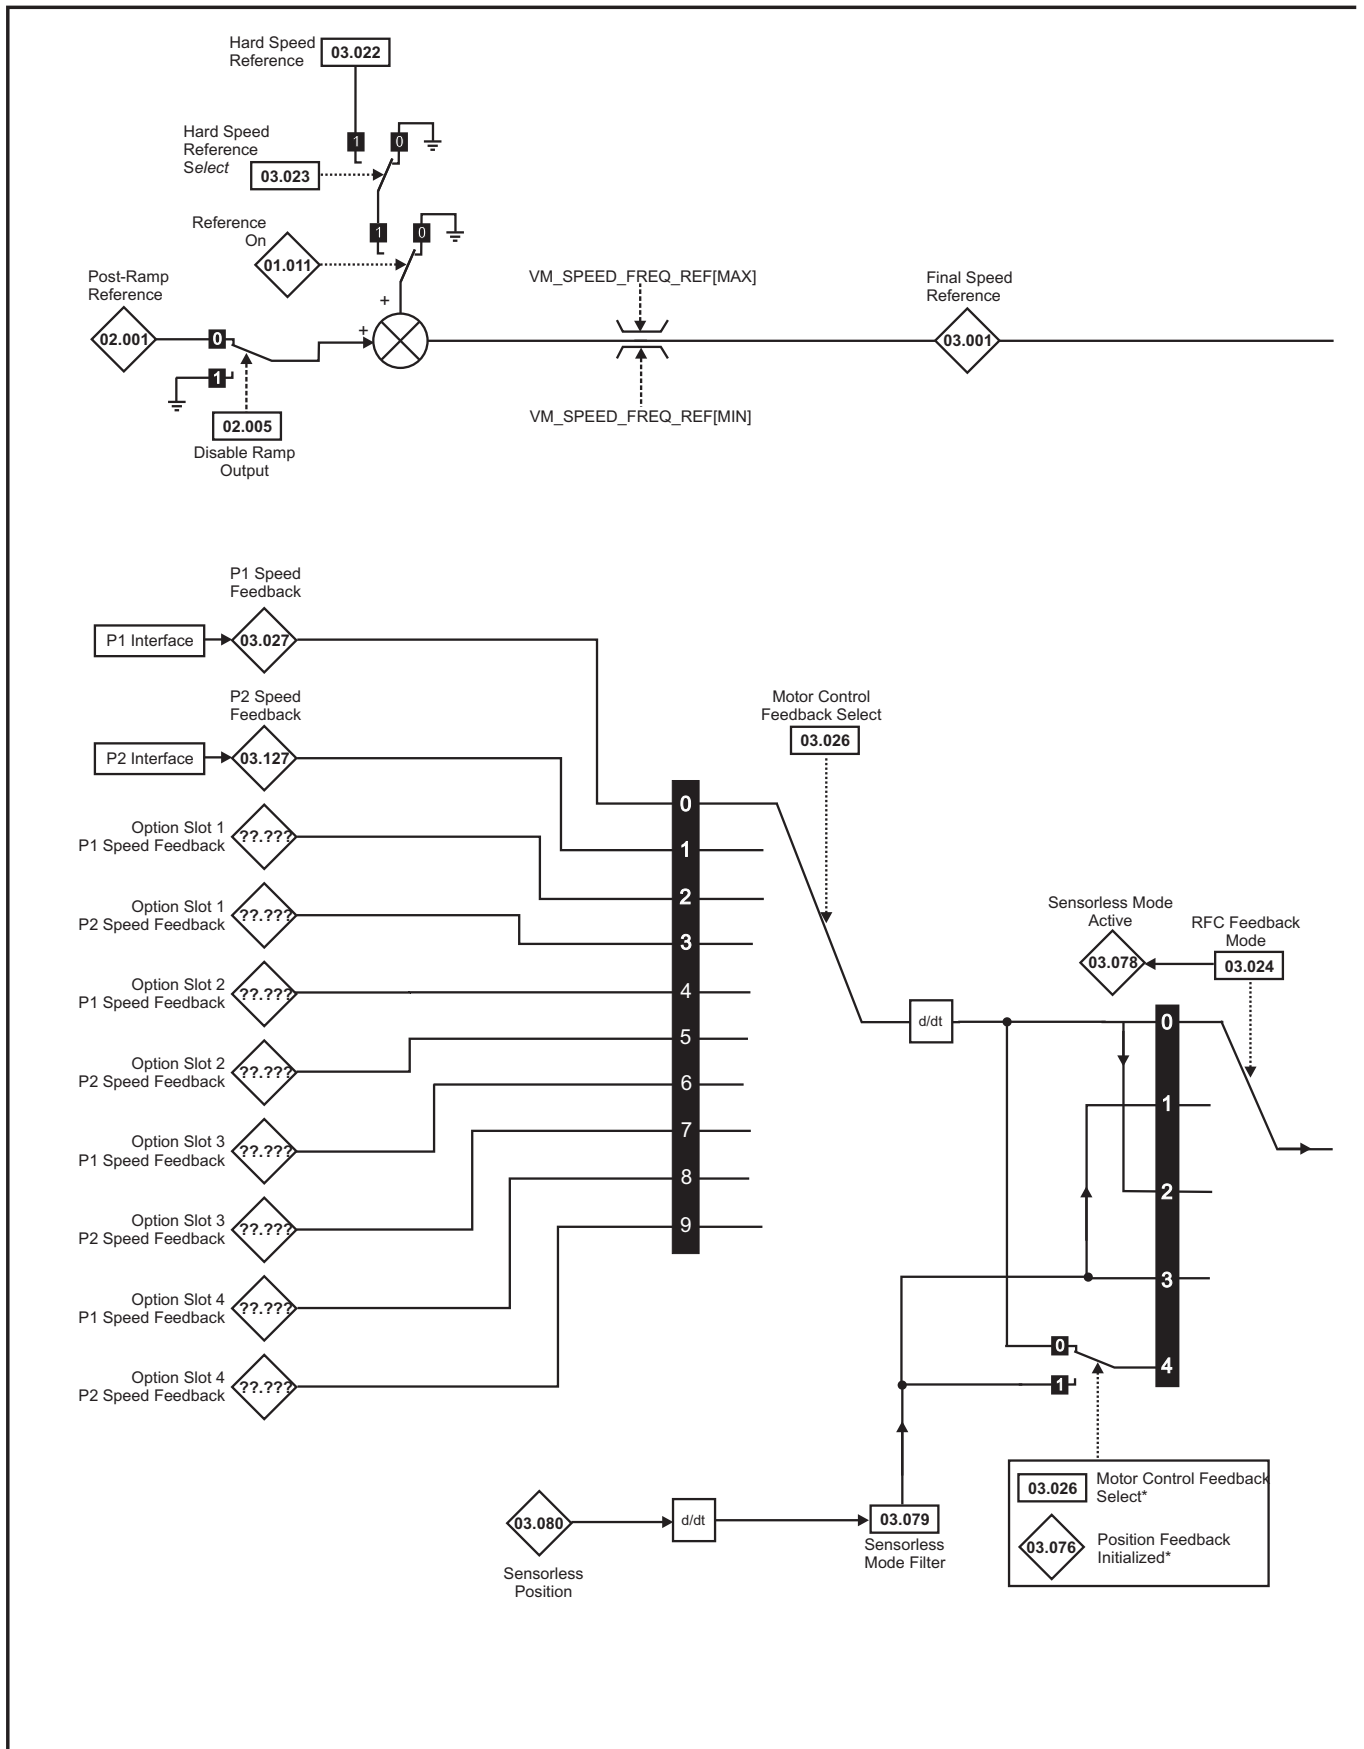 Hard Speed
Reference
03.022
Hard Speed
Reference
Select
1
0
03.023
Reference
On
1
0
01.011
Post-Ramp
Reference
+
VM_SPEED_FREQ_REF[MAX]
Final Speed
Reference
02.001
0
+
03.001
1
VM_SPEED_FREQ_REF[MIN]
02.005
Disable Ramp
Output
P1 Speed
Feedback
P1 Interface
03.027
P2 Speed
Feedback
Motor Control
Feedback Select
P2 Interface
03.127
03.026
0
Option Slot 1
P1 Speed Feedback
??.???
1
2
Option Slot 1
P2 Speed Feedback
??.???
3
Sensorless Mode
Active
RFC Feedback
Mode
03.078
03.024
Option Slot 2
P1 Speed Feedback
??.???
4
d/dt
0
Option Slot 2
P2 Speed Feedback
??.???
5
6
1
Option Slot 3
P1 Speed Feedback
??.???
7
8
2
Option Slot 3
P2 Speed Feedback
??.???
9
3
Option Slot 4
P1 Speed Feedback
??.???
0
4
Option Slot 4
P2 Speed Feedback
??.???
1
03.026
Motor Control Feedback
Select*
03.080
d/dt
03.079
Sensorless
Mode Filter
03.076
Position Feedback
Initialized*
Sensorless
Position